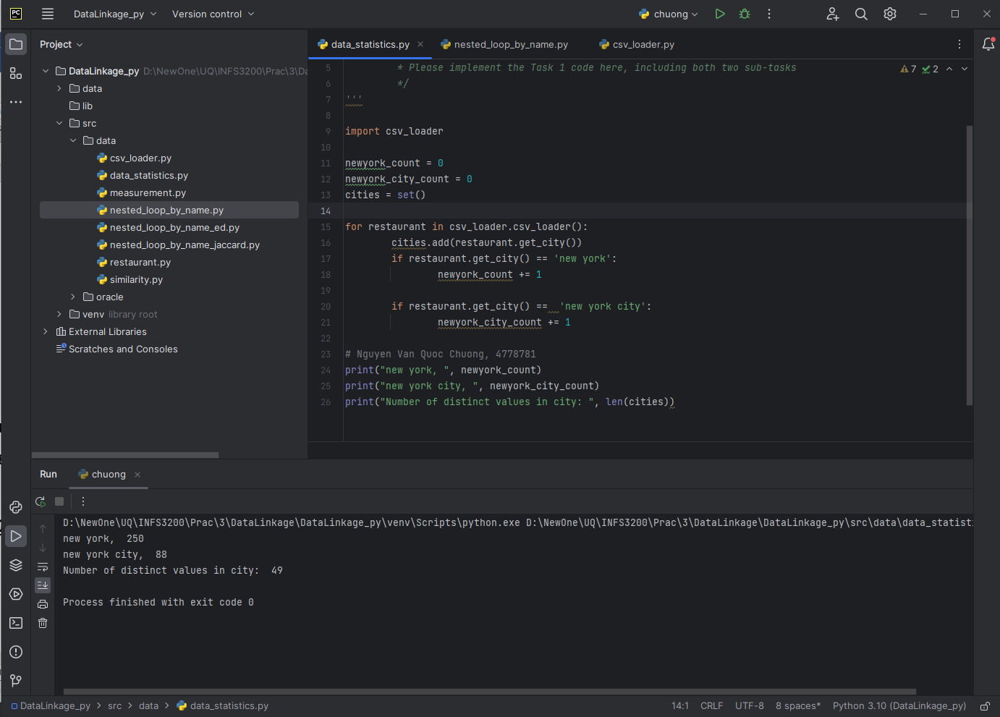 PC DataLinkage_py Version control chuong
Project
data_statistics.py nested_loop_by_name.py csv_loader.py
DataLinkage_py D:\NewOne\UQ\INFS3200\Prac\3\Da
data
lib
src
data
csv_loader.py
data_statistics.py
measurement.py
nested_loop_by_name.py
nested_loop_by_name_ed.py
nested_loop_by_name_jaccard.py
restaurant.py
similarity.py
oracle
venv library root
External Libraries
Scratches and Consoles
7 2
5 * Please implement the Task 1 code here, including both two sub-tasks
6 */
7 '''
8
9 import csv_loader
10
11 newyork_count = 0
12 newyork_city_count = 0
13 cities = set()
14
15 for restaurant in csv_loader.csv_loader():
16 cities.add(restaurant.get_city())
17 if restaurant.get_city() == 'new york':
18 newyork_count += 1
19
20 if restaurant.get_city() ==  'new york city':
21 newyork_city_count += 1
22
23 # Nguyen Van Quoc Chuong, 4778781
24 print("new york, ", newyork_count)
25 print("new york city, ", newyork_city_count)
26 print("Number of distinct values in city: ", len(cities))
Run chuong
D:\NewOne\UQ\INFS3200\Prac\3\DataLinkage\DataLinkage_py\venv\Scripts\python.exe D:\NewOne\UQ\INFS3200\Prac\3\DataLinkage\DataLinkage_py\src\data\data_statisti
new york,  250
new york city,  88
Number of distinct values in city:  49
Process finished with exit code 0
DataLinkage_py > src > data > data_statistics.py 14:1 CRLF UTF-8 8 spaces* Python 3.10 (DataLinkage_py)